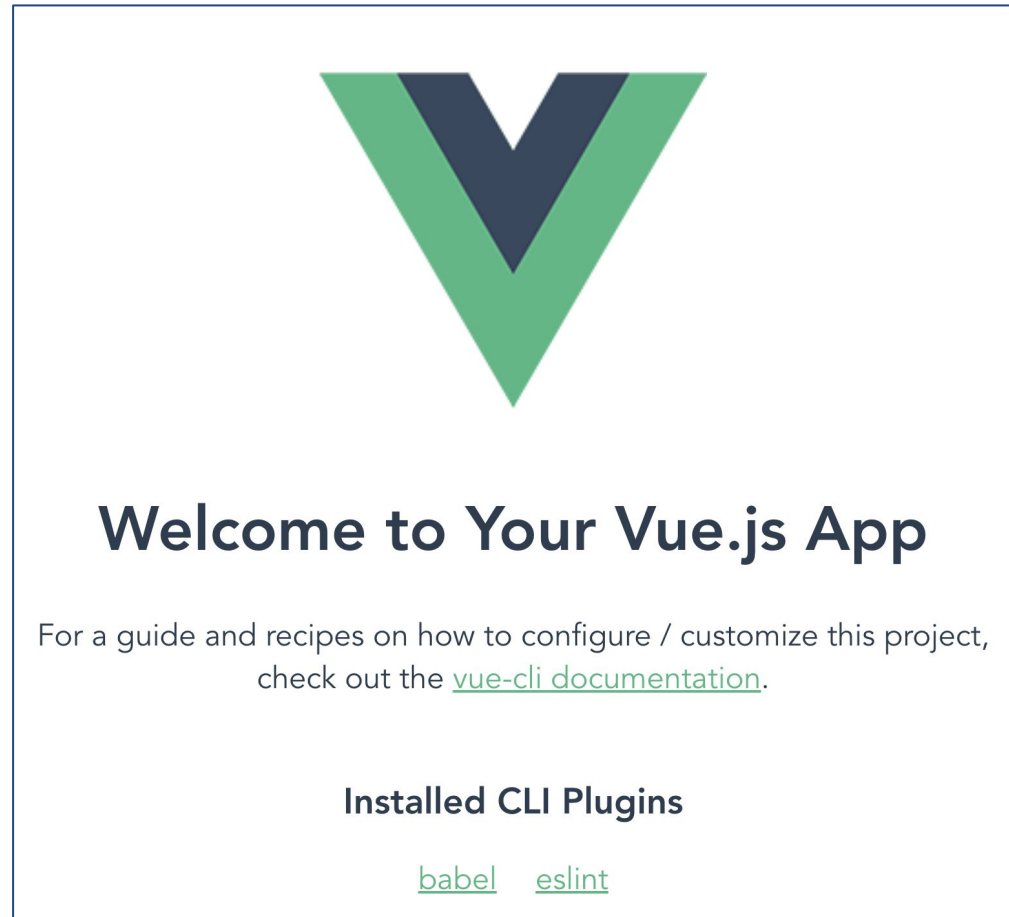 Welcome to Your Vue.js App
For a guide and recipes on how to configure / customize this project,
check out the vue-cli documentation.
Installed CLI Plugins
babel eslint